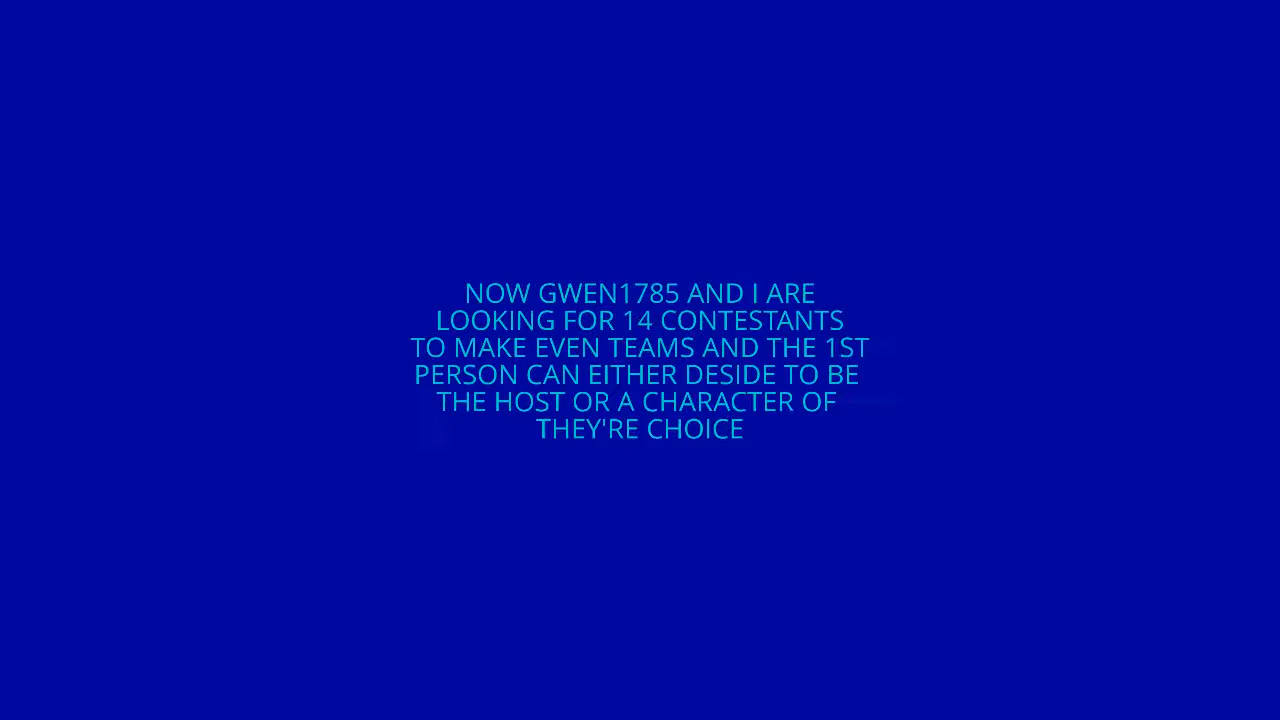 NOW GWEN1785 AND I ARE
LOOKING FOR 14 CONTESTANTS
TO MAKE EVEN TEAMS AND THE 1ST
PERSON CAN EITHER DESIDE TO BE
THE HOST OR A CHARACTER OF
THEY'RE CHOICE